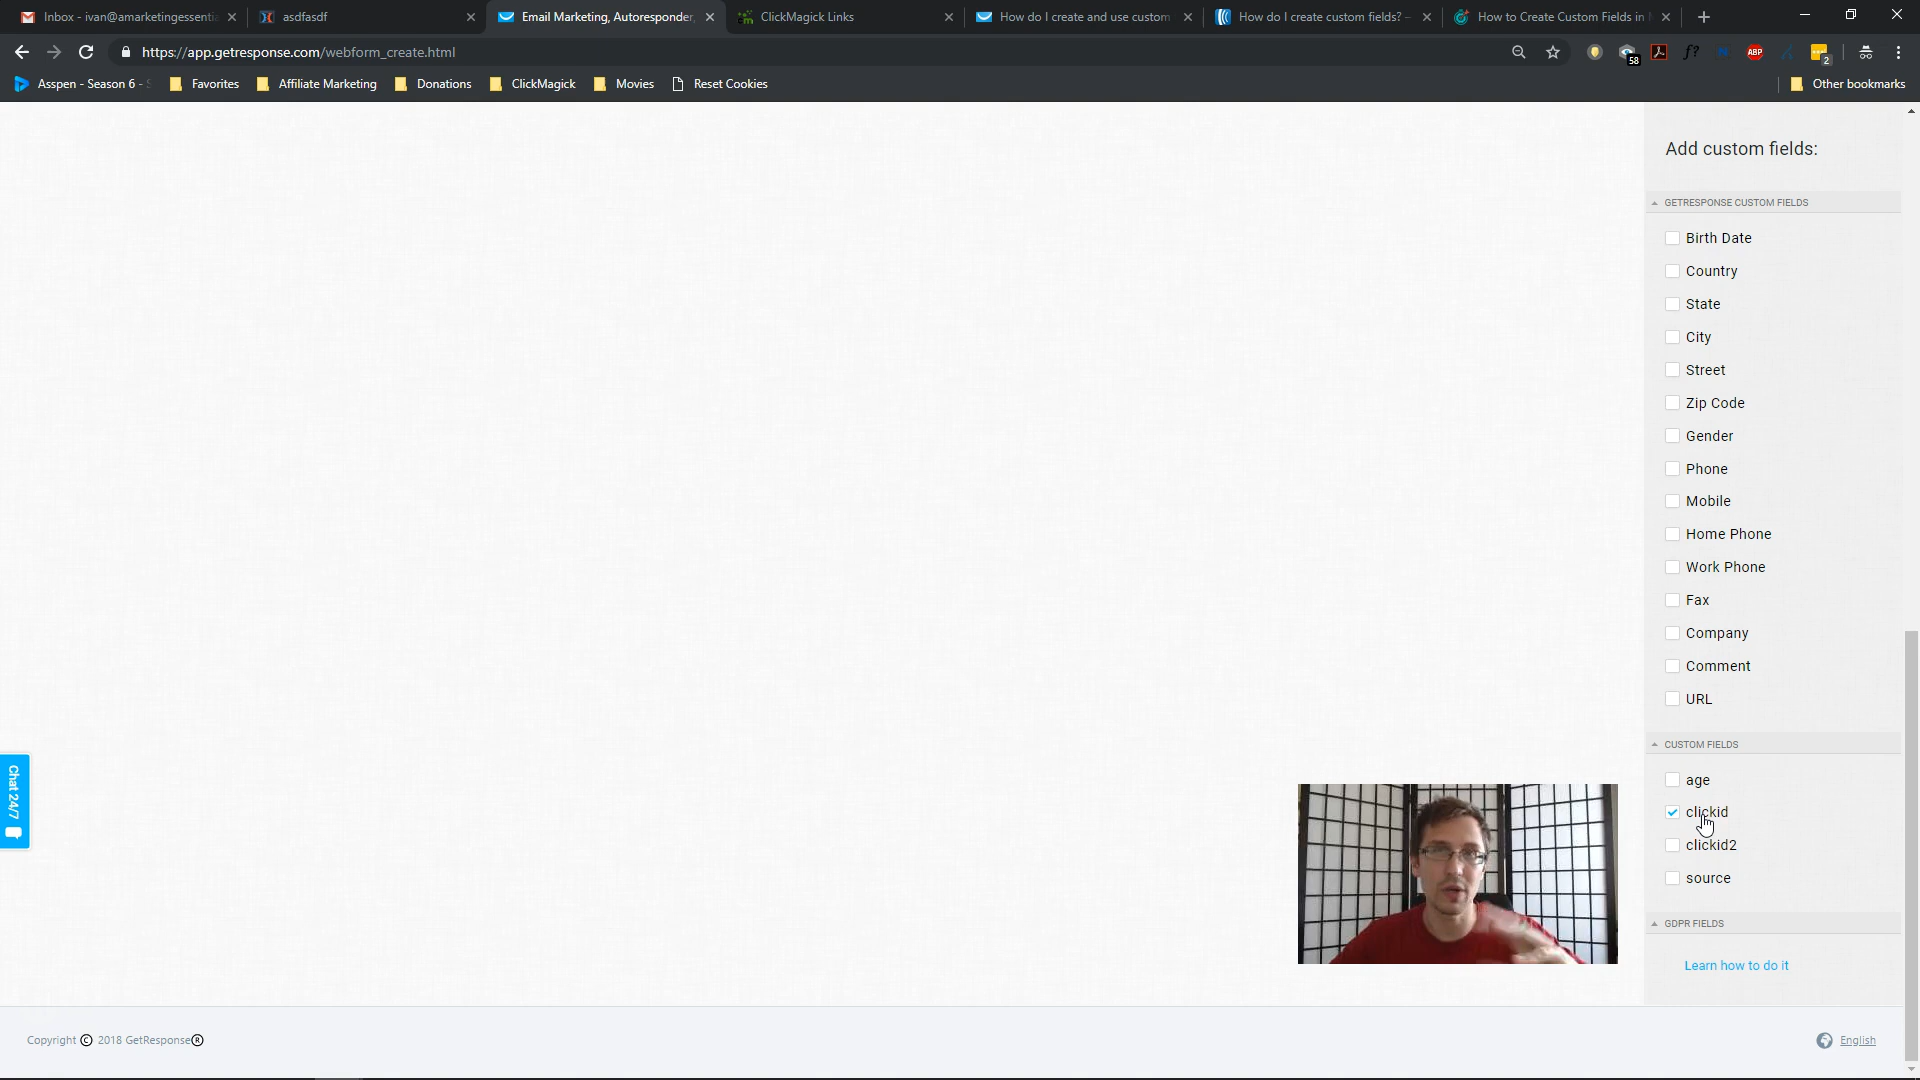 Inbox - ivan@amarketingessenti
asdfasdf
Email Marketing, Autoresponder,
ClickMagick Links
How do I create and use custom
How do I create custom fields? -
How to Create Custom Fields in
https://app.getresponse.com/webform_create.html
58
f?
ABP
2
Asspen - Season 6 - S
Favorites
Affiliate Marketing
Donations
ClickMagick
Movies
Reset Cookies
Other bookmarks
Add custom fields:
GETRESPONSE CUSTOM FIELDS
Birth Date
Country
State
City
Street
Zip Code
Gender
Phone
Mobile
Home Phone
Work Phone
Fax
Company
Comment
URL
CUSTOM FIELDS
age
clickid
clickid2
source
GDPR FIELDS
Learn how to do it
Chat 24/7
Copyright © 2018 GetResponse®
English